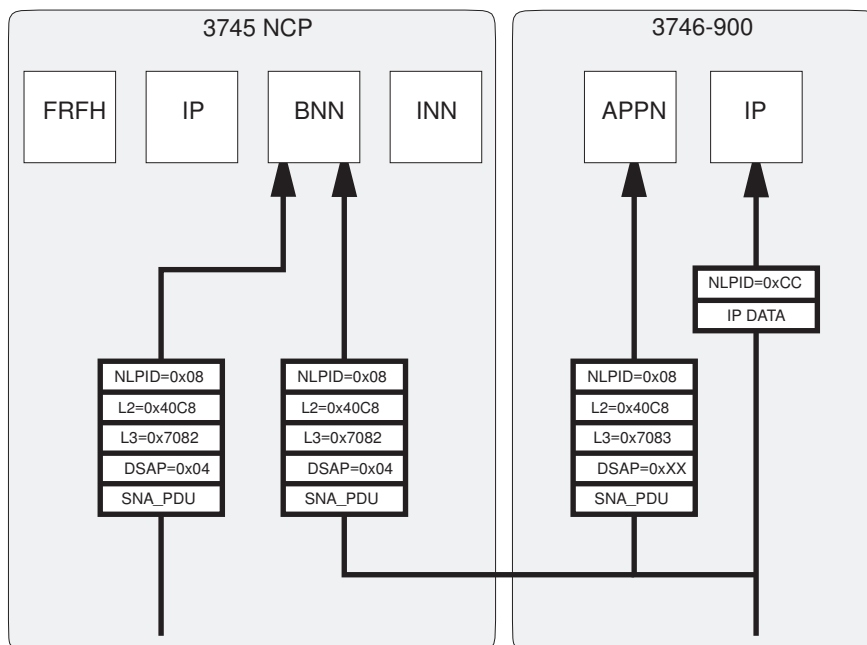 3745 NCP
3746-900
FRFH
IP
BNN
INN
APPN
IP
NLPID=0xCC
IP DATA
NLPID=0x08
L2=0x40C8
L3=0x7082
DSAP=0x04
SNA_PDU
NLPID=0x08
L2=0x40C8
L3=0x7082
DSAP=0x04
SNA_PDU
NLPID=0x08
L2=0x40C8
L3=0x7083
DSAP=0xXX
SNA_PDU